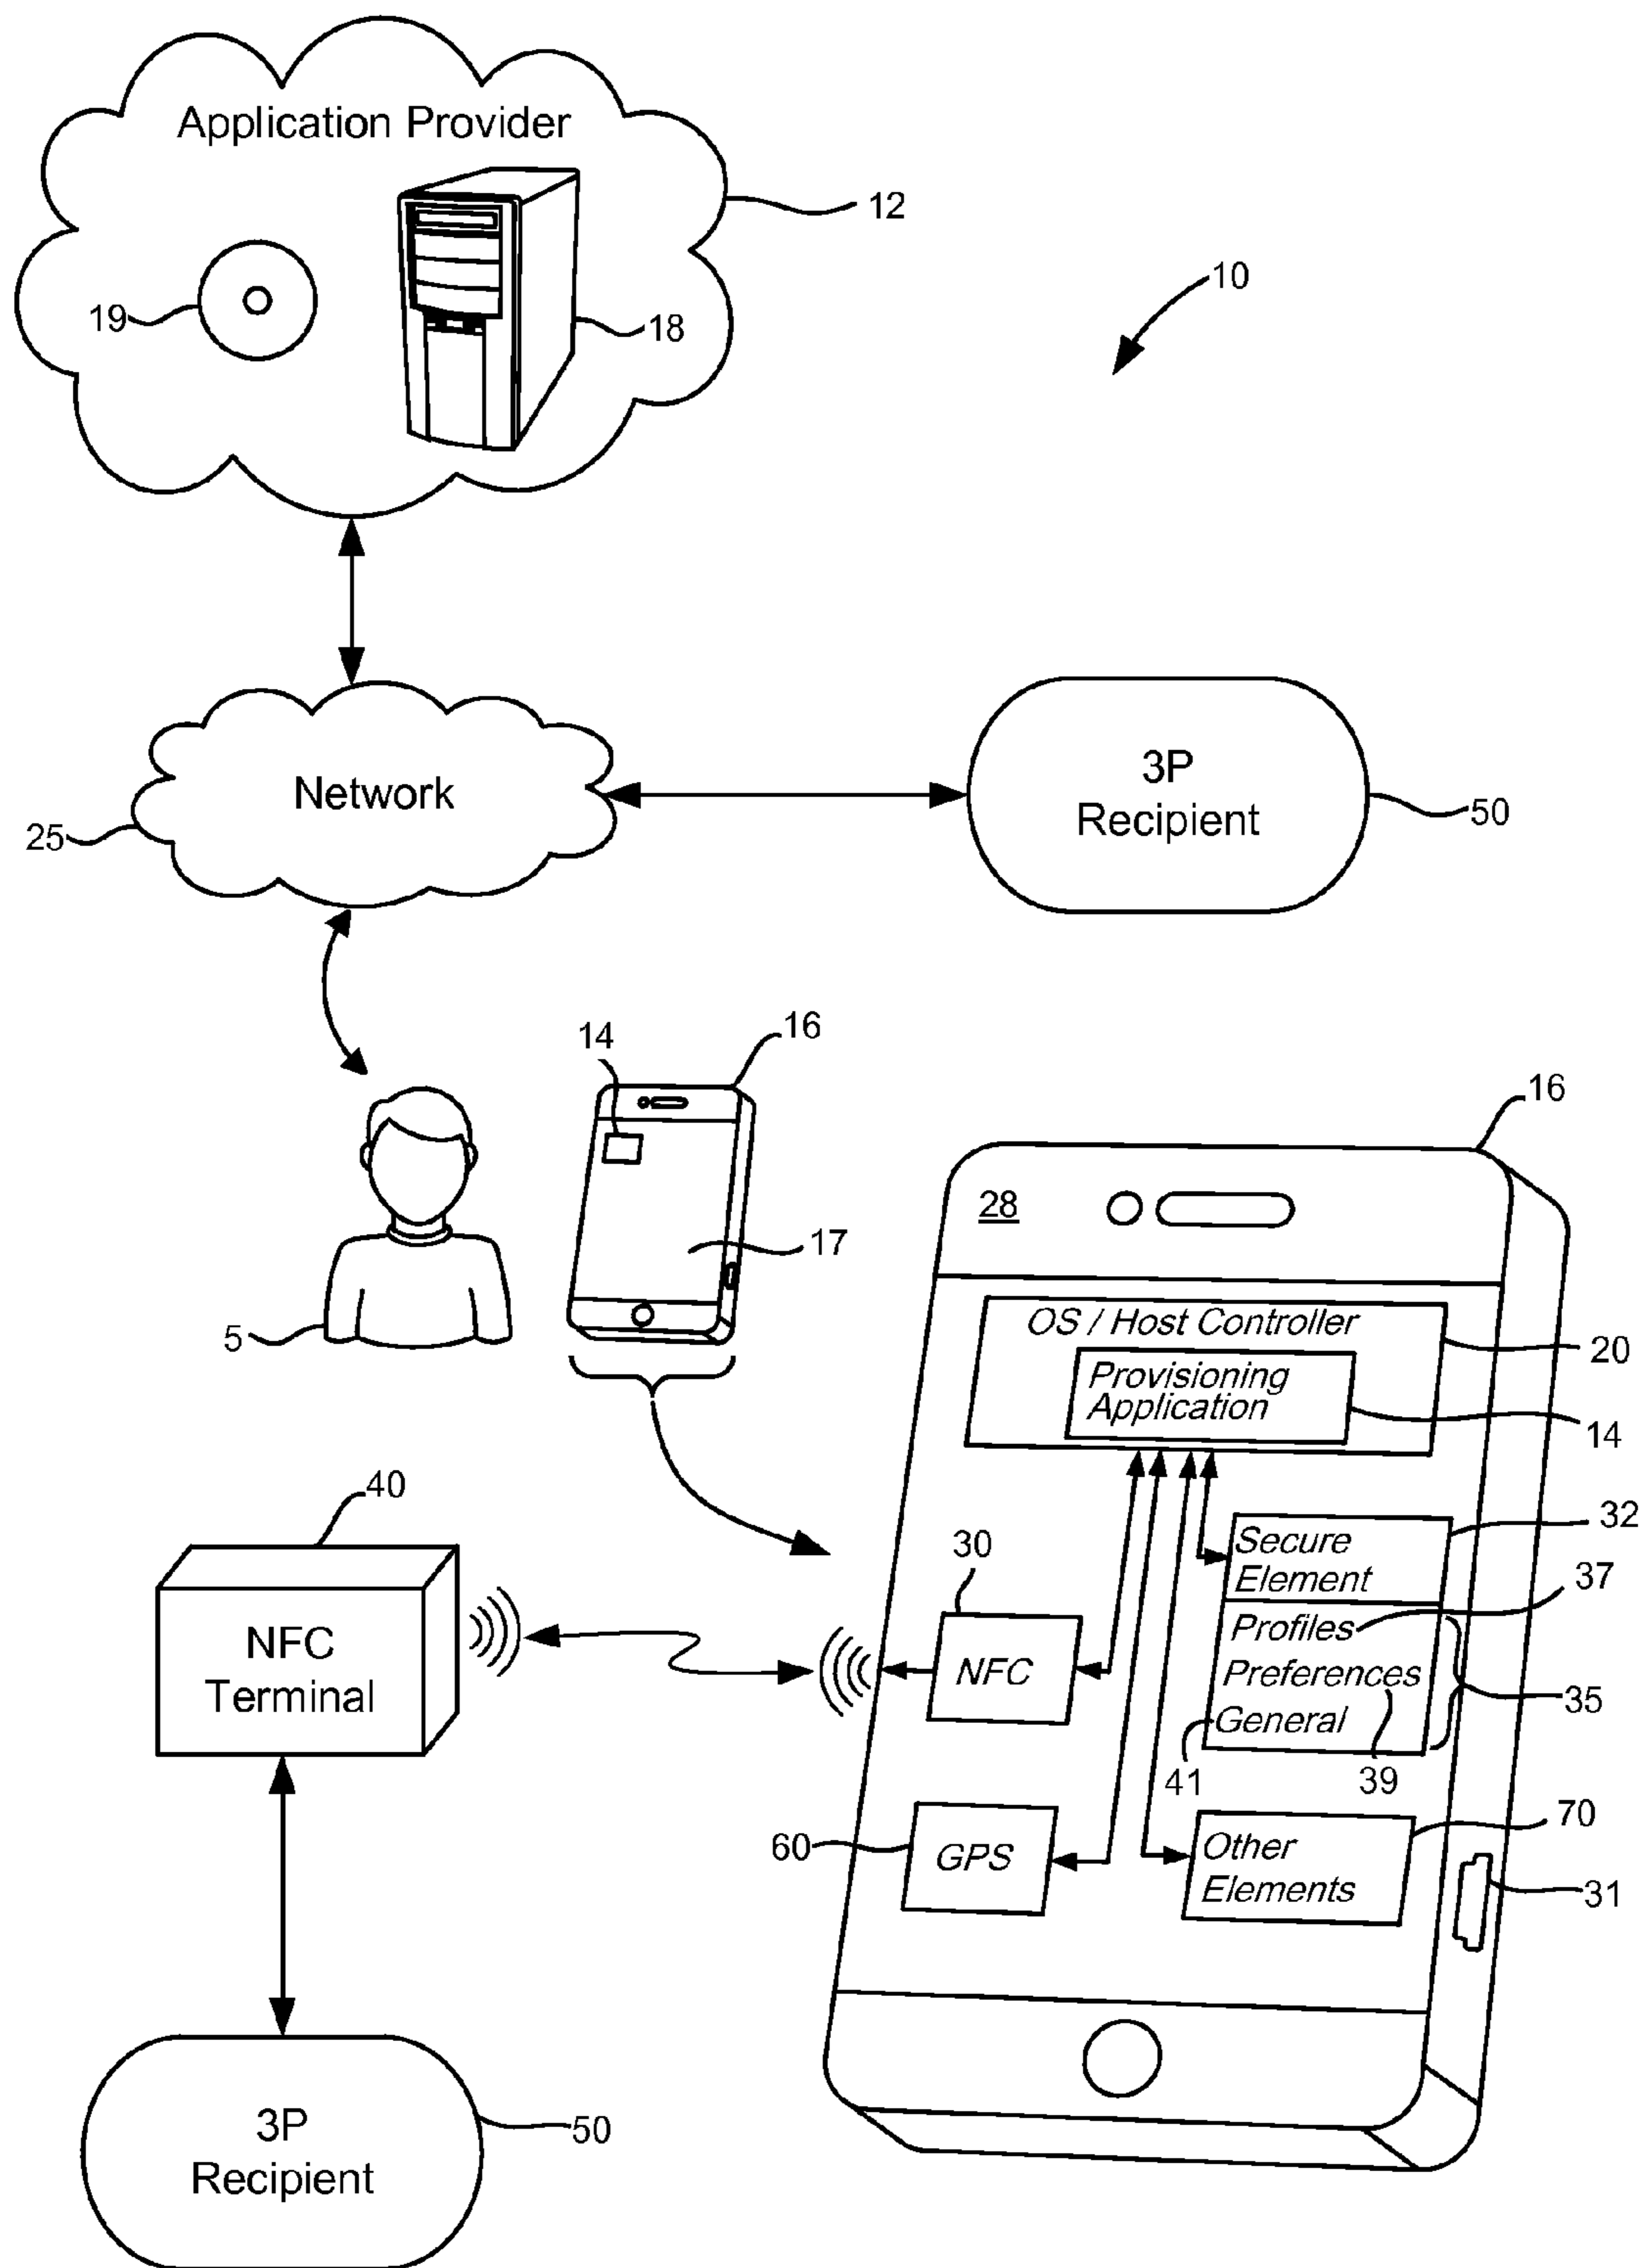 Application Provider
12
10
19
18
Network
25
3P
Recipient
50
14
16
17
5
16
28
OS / Host Controller
20
Provisioning
Application
14
40
NFC
Terminal
30
NFC
Secure
Element
32
37
Profiles
Preferences
General
35
41
39
60
GPS
Other
Elements
70
31
3P
Recipient
50